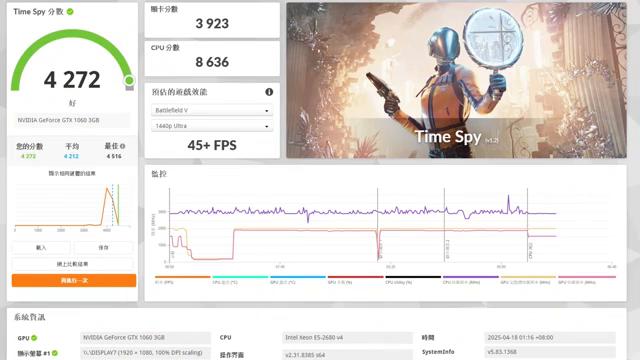 Time Spy 分數
4 272
好
NVIDIA GeForce GTX 1060 3GB
您的分數 平均 最佳
4 272 4 212 4 516
顯示相同硬體的結果
載入 保存
網上比較結果
再執行一次
顯卡分數
3 923
CPU 分數
8 636
預估的遊戲效能
Battlefield V
1440p Ultra
45+ FPS
Time Spy (v1.2)
監控
系統資訊
GPU NVIDIA GeForce GTX 1060 3GB
顯示螢幕 #1 \\.\DISPLAY7 (1920 × 1080, 100% DPI scaling)
CPU Intel Xeon E5-2680 v4
操作界面 v2.31.8385 s64
時間 2025-04-18 01:16 +08:00
SystemInfo v5.83.1368